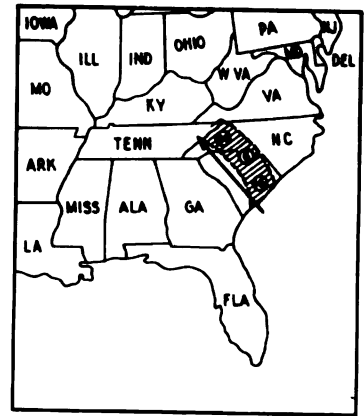 IOWA
PA
NJ
OHIO
ILL
IND
MD
DEL
W VA
MO
VA
KY
TENN
NC
ARK
MISS
ALA
GA
LA
FLA